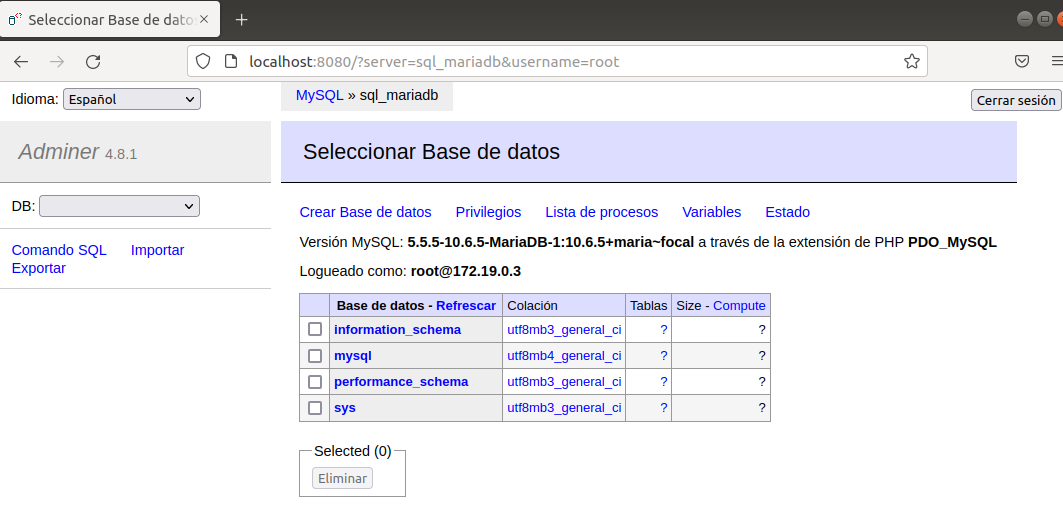 Seleccionar Base de datos
localhost:8080/?server=sql_mariadb&username=root
Idioma: Español
MySQL » sql_mariadb
Cerrar sesión
Adminer 4.8.1
Seleccionar Base de datos
DB:
Comando SQL Importar
Exportar
Crear Base de datos Privilegios Lista de procesos Variables Estado
Versión MySQL: 5.5.5-10.6.5-MariaDB-1:10.6.5+maria~focal a través de la extensión de PHP PDO_MySQL
Logueado como: root@172.19.0.3
Base de datos - Refrescar Colación Tablas Size - Compute
information_schema utf8mb3_general_ci ? ?
mysql utf8mb4_general_ci ? ?
performance_schema utf8mb3_general_ci ? ?
sys utf8mb3_general_ci ? ?
Selected (0)
Eliminar